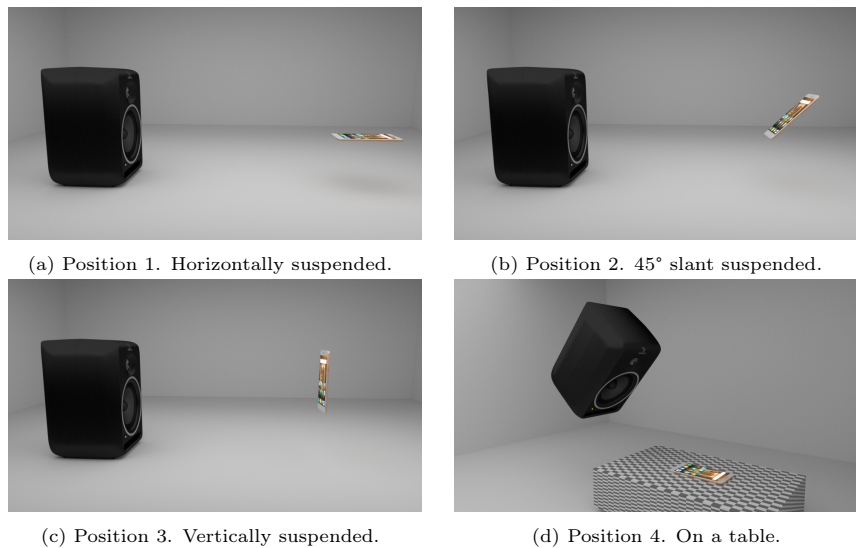 (a) Position 1. Horizontally suspended.
(b) Position 2. 45° slant suspended.
(c) Position 3. Vertically suspended.
(d) Position 4. On a table.